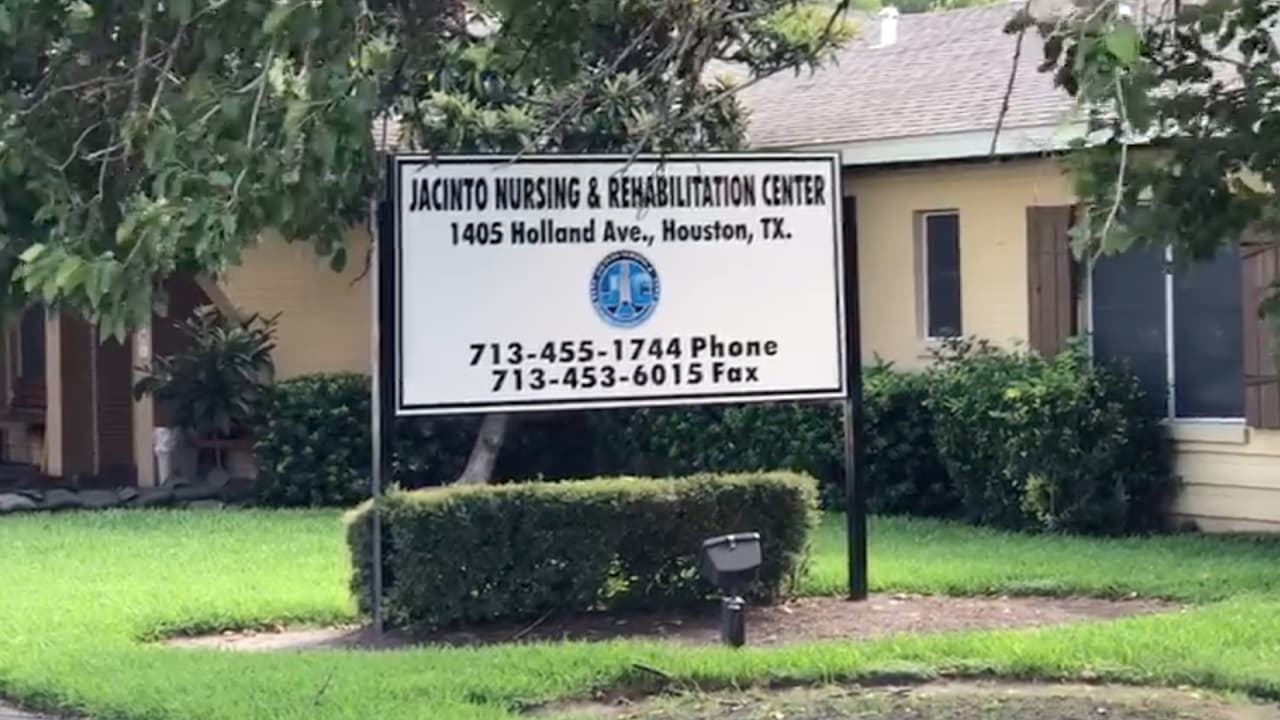 JACINTO NURSING & REHABILITATION CENTER
1405 Holland Ave., Houston, TX.
713-455-1744 Phone
713-453-6015 Fax